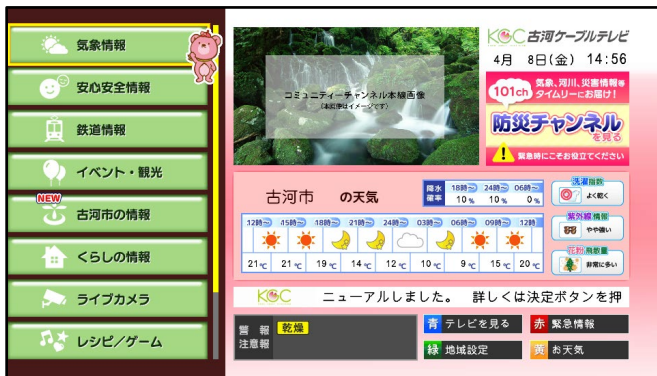 気象情報
安心安全情報
鉄道情報
イベント・観光
NEW
古河市の情報
くらしの情報
ライブカメラ
レシピ/ゲーム
コミュニティーチャンネル本線画像
(本画像はイメージです)
KCC 古河ケーブルテレビ
4月 8日(金) 14:56
101ch 気象、河川、災害情報等
タイムリーにお届け!
防災チャンネル
を見る
緊急時にこそお役立てください
古河市 の天気
降水確率 18時~ 24時~ 06時~
10% 10% 0%
洗濯指数
よく乾く
紫外線情報
やや強い
花粉飛散量
非常に多い
12時~ 15時~ 18時~ 21時~ 24時~ 03時~ 06時~ 09時~ 12時
21℃ 21℃ 19℃ 14℃ 12℃ 10℃ 9℃ 15℃ 20℃
KCC ニューアルしました。 詳しくは決定ボタンを押
警報 乾燥
注意報
青 テレビを見る 赤 緊急情報
緑 地域設定 黄 お天気